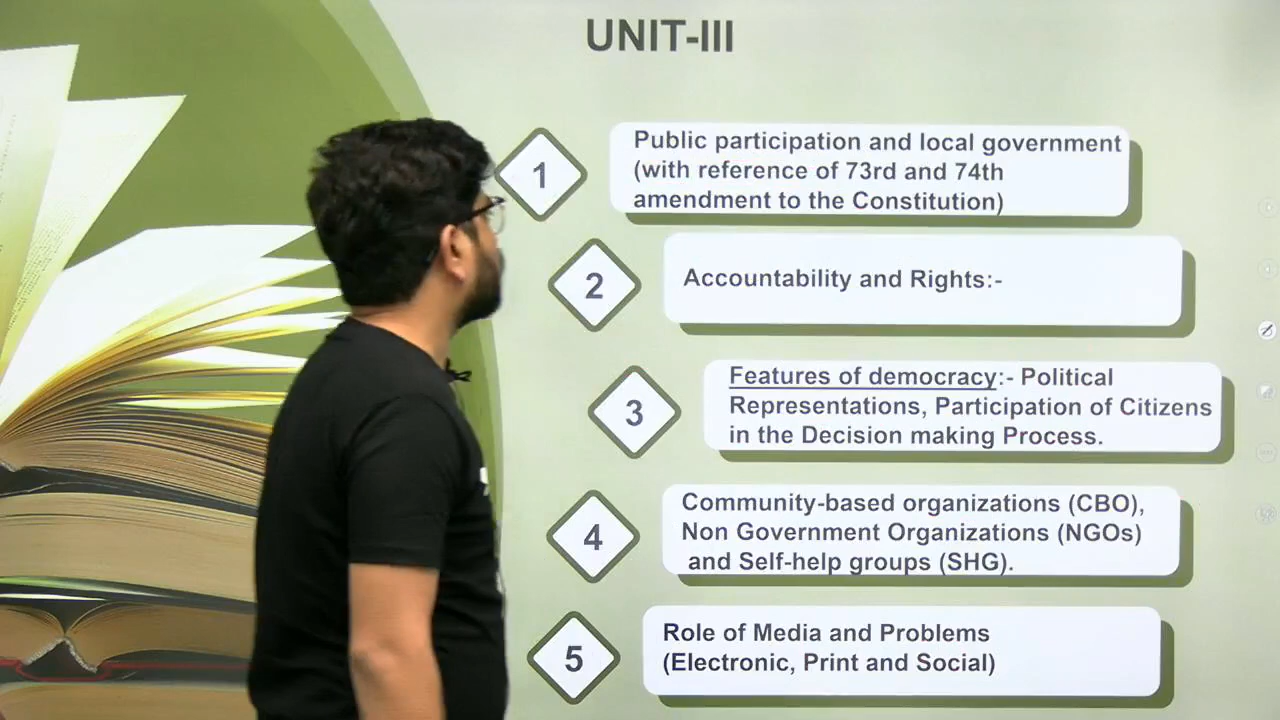 UNIT-III
1
Public participation and local government
(with reference of 73rd and 74th
amendment to the Constitution)
2
Accountability and Rights:-
3
Features of democracy:- Political
Representations, Participation of Citizens
in the Decision making Process.
4
Community-based organizations (CBO),
Non Government Organizations (NGOs)
and Self-help groups (SHG).
5
Role of Media and Problems
(Electronic, Print and Social)